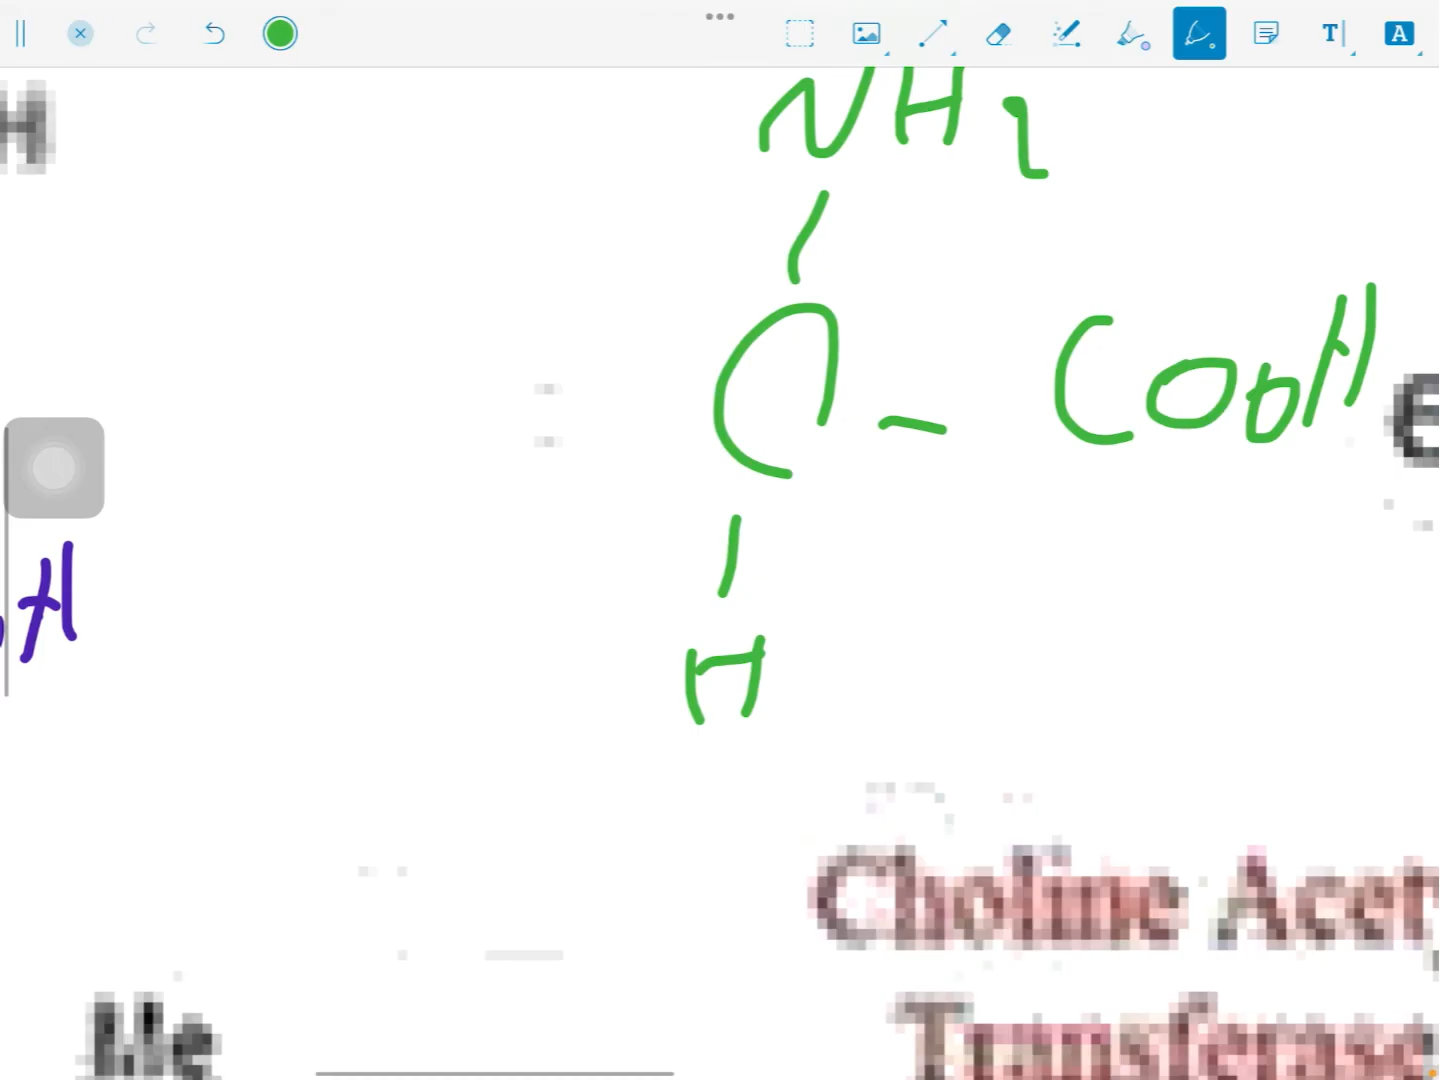 H
NH2
C - COOH
H
H
Choline Acet
Transferase
Me